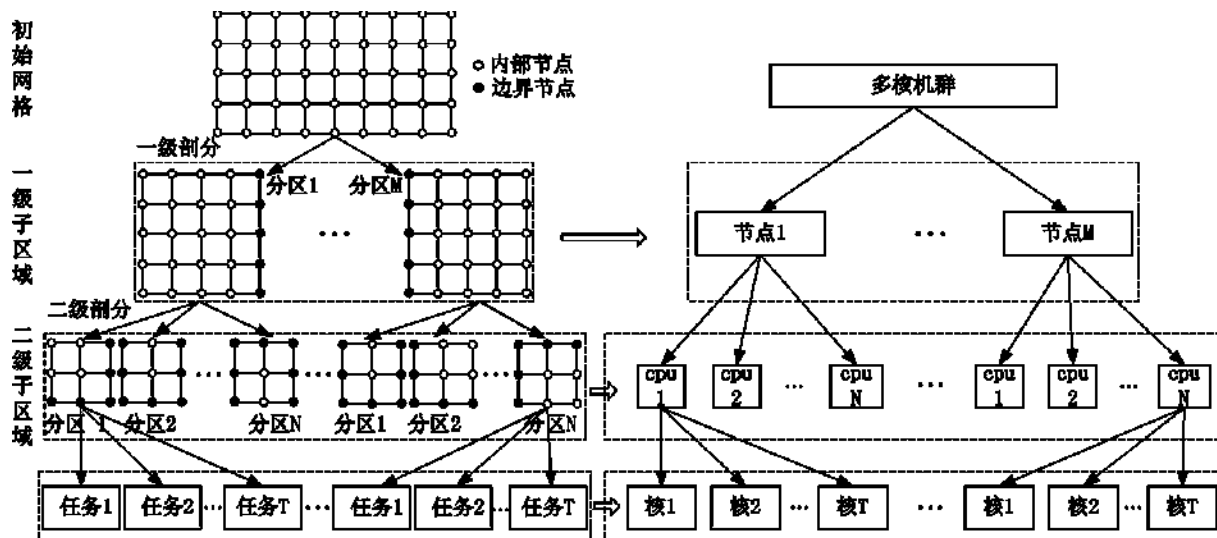 初始网格
内部节点
边界节点
多核机群
一级剖分
一级子区域
分区1
分区M
...
节点1
...
节点M
二级剖分
二级子区域
...
...
...
cpu 1
cpu 2
...
cpu N
...
cpu 1
cpu 2
...
cpu N
分区 1
分区2
分区N
分区1
分区2
分区N
任务1
任务2
...
任务T
...
任务1
任务2
...
任务T
核1
核2
...
核T
...
核1
核2
...
核T